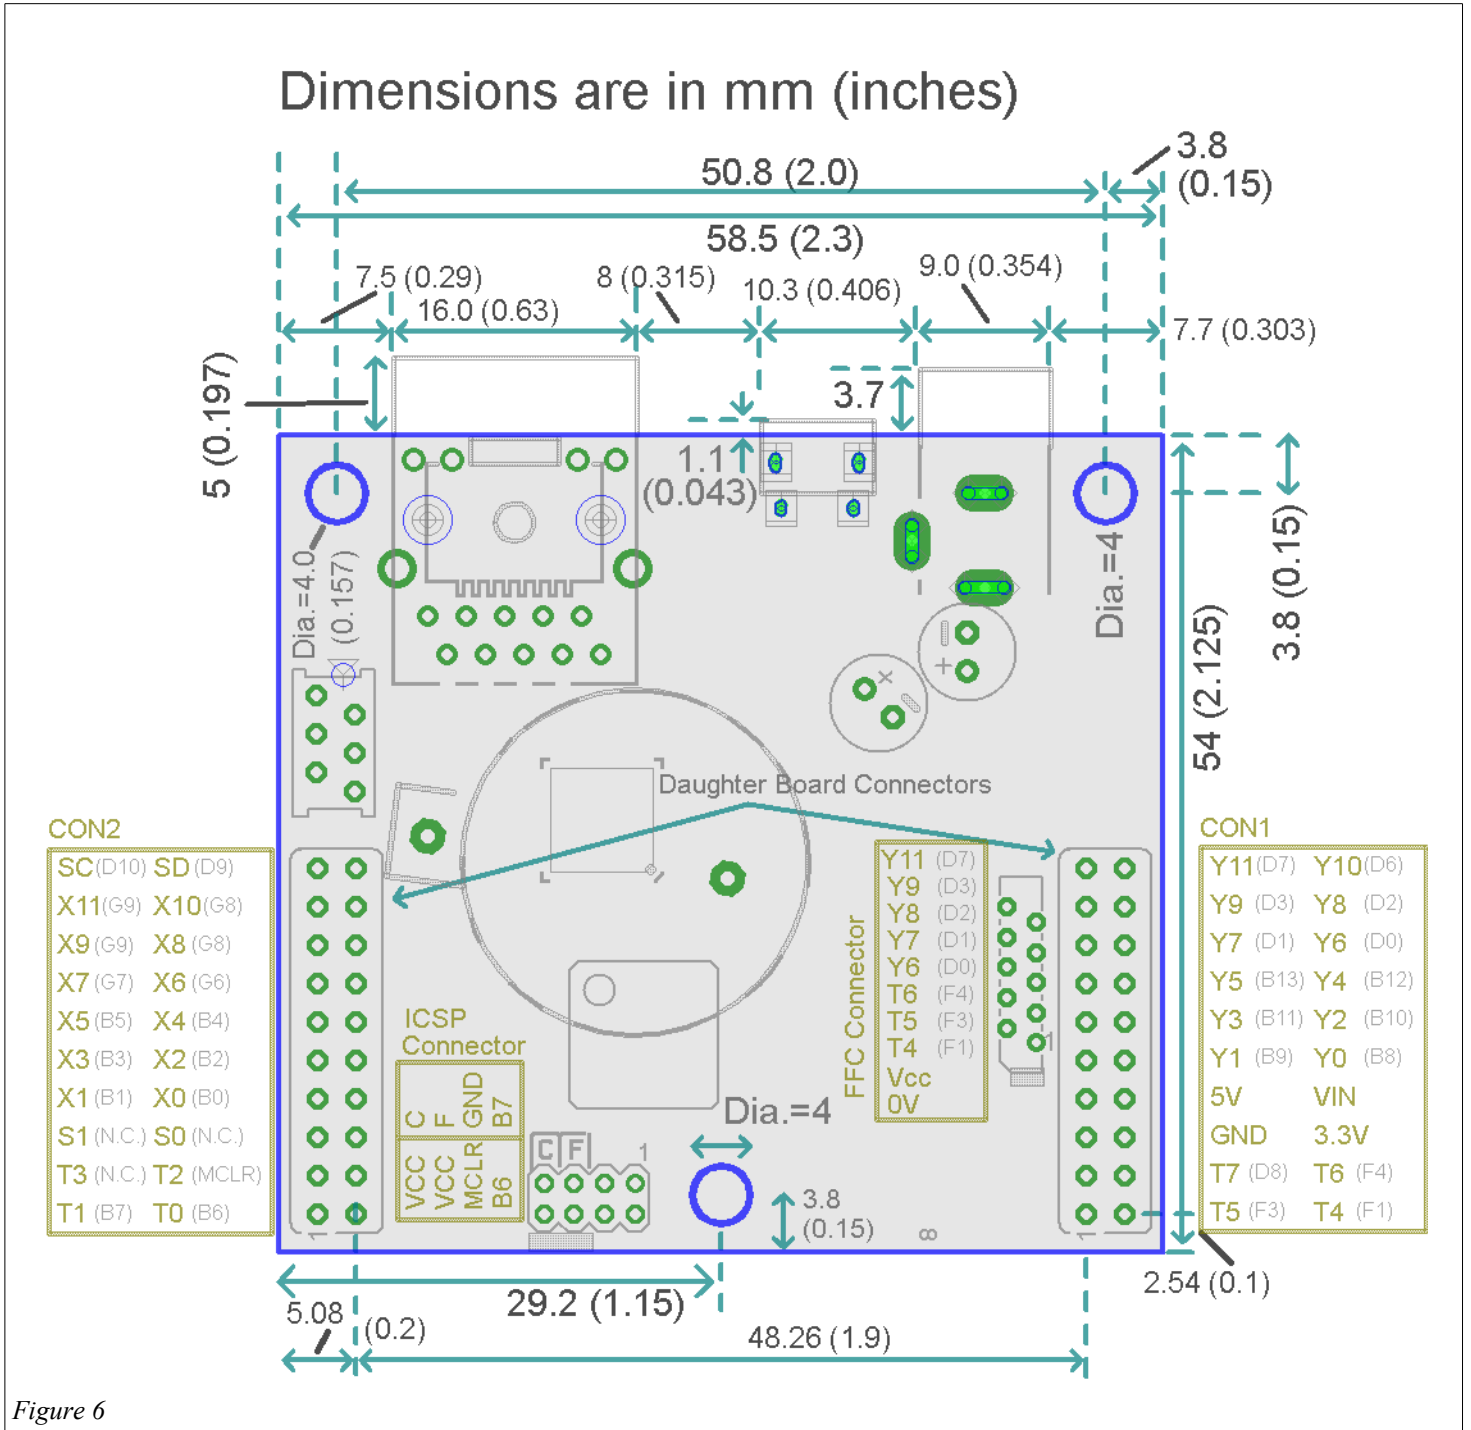 Dimensions are in mm (inches)
3.8
(0.15)
50.8 (2.0)
58.5 (2.3)
7.5 (0.29)
16.0 (0.63)
8 (0.315)
10.3 (0.406)
9.0 (0.354)
7.7 (0.303)
5 (0.197)
3.7
1.1
(0.043)
Dia.=4.0
(0.157)
Dia.=4
3.8 (0.15)
54 (2.125)
Daughter Board Connectors
CON2
SC(D10) SD (D9)
X11(G9) X10(G8)
X9 (G9) X8 (G8)
X7 (G7) X6 (G6)
X5 (B5) X4 (B4)
X3 (B3) X2 (B2)
X1 (B1) X0 (B0)
S1 (N.C.) S0 (N.C.)
T3 (N.C.) T2 (MCLR)
T1 (B7) T0 (B6)
1
ICSP
Connector
C
F
GND
B7
VCC
VCC
MCLR
B6
C F 1
Dia.=4
3.8
(0.15)
FFC Connector
Y11 (D7)
Y9 (D3)
Y8 (D2)
Y7 (D1)
Y6 (D0)
T6 (F4)
T5 (F3)
T4 (F1)
Vcc
0V
1
8
1
CON1
Y11(D7) Y10(D6)
Y9 (D3) Y8 (D2)
Y7 (D1) Y6 (D0)
Y5 (B13) Y4 (B12)
Y3 (B11) Y2 (B10)
Y1 (B9) Y0 (B8)
5V VIN
GND 3.3V
T7 (D8) T6 (F4)
T5 (F3) T4 (F1)
2.54 (0.1)
29.2 (1.15)
5.08
(0.2)
48.26 (1.9)
Figure 6